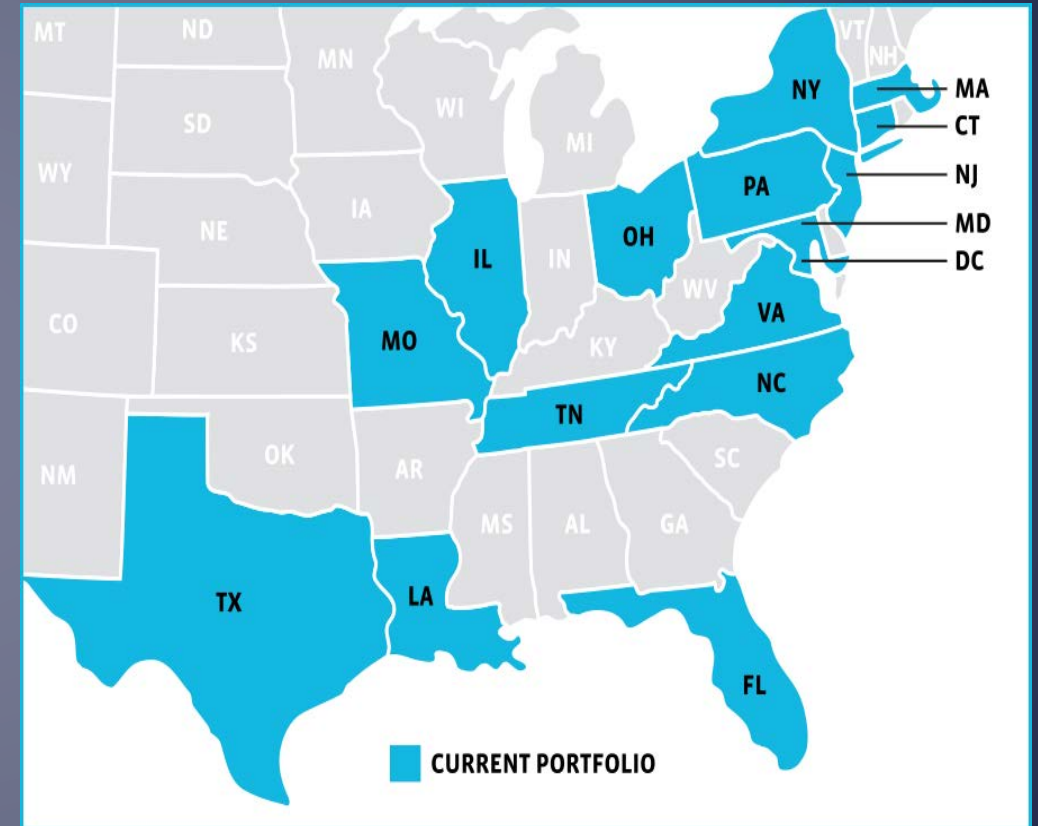 MT
ND
MN
VT
NH
WI
NY
MA
SD
CT
MI
WY
NJ
PA
IA
MD
NE
OH
IL
IN
DC
WV
CO
VA
KS
MO
KY
NC
TN
OK
AR
SC
NM
MS
AL
GA
TX
LA
FL
CURRENT PORTFOLIO